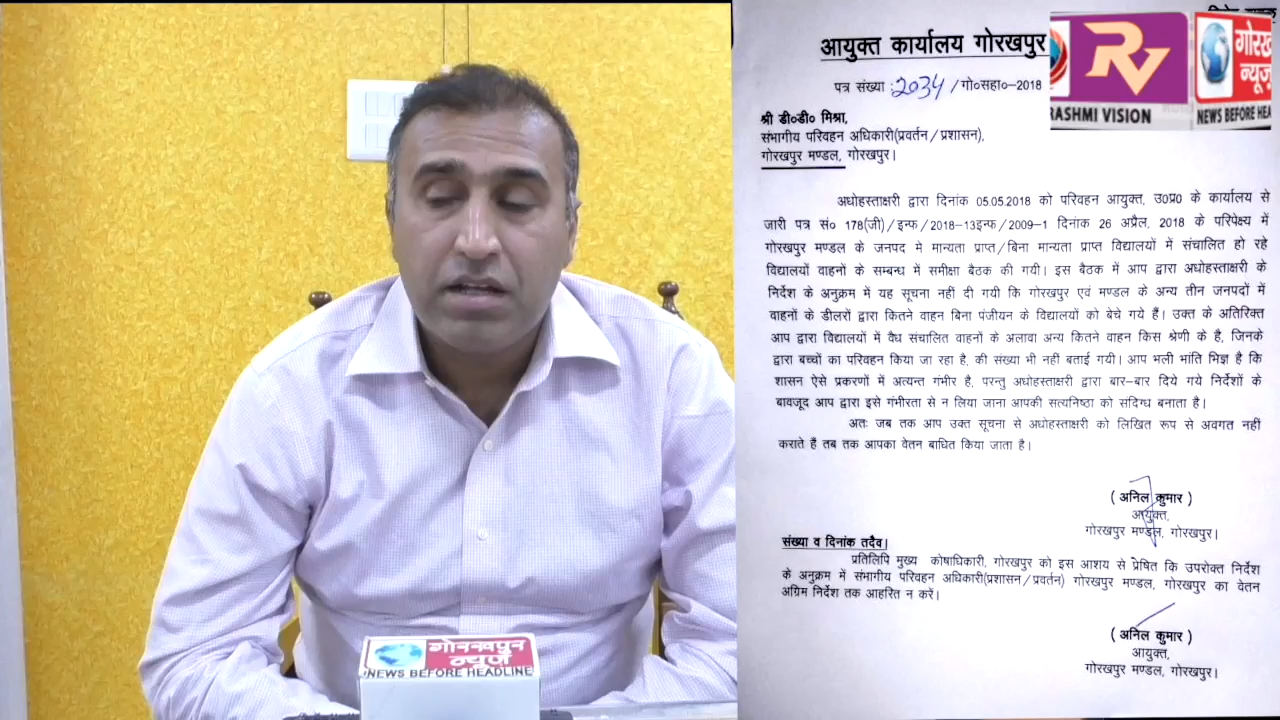 आयुक्त कार्यालय गोरखपुर
पत्र संख्या :2034/गो०सहा०-2018
RV
RASHMI VISION
गोरख
न्यूज़
NEWS BEFORE HEA
श्री डी०डी० मिश्रा,
संभागीय परिवहन अधिकारी(प्रवर्तन/प्रशासन),
गोरखपुर मण्डल, गोरखपुर।
अधोहस्ताक्षरी द्वारा दिनांक 05.05.2018 को परिवहन आयुक्त, उ0प्र0 के कार्यालय से
जारी पत्र सं० 178(जी)/इन्फ/2018-13इन्फ/2009-1 दिनांक 26 अप्रैल, 2018 के परिपेक्ष्य में
गोरखपुर मण्डल के जनपद मे मान्यता प्राप्त/बिना मान्यता प्राप्त विद्यालयों में संचालित हो रहे
विद्यालयों वाहनों के सम्बन्ध में समीक्षा बैठक की गयी। इस बैठक में आप द्वारा अधोहस्ताक्षरी के
निर्देश के अनुक्रम में यह सूचना नहीं दी गयी कि गोरखपुर एवं मण्डल के अन्य तीन जनपदों में
वाहनों के डीलरों द्वारा कितने वाहन बिना पंजीयन के विद्यालयों को बेचे गये हैं। उक्त के अतिरिक्त
आप द्वारा विद्यालयों में वैध संचालित वाहनों के अलावा अन्य कितने वाहन किस श्रेणी के है, जिनके
द्वारा बच्चों का परिवहन किया जा रहा है, की संख्या भी नहीं बताई गयी। आप भली भांति भिज्ञ है कि
शासन ऐसे प्रकरणों में अत्यन्त गंभीर है, परन्तु अधोहस्ताक्षरी द्वारा बार-बार दिये गये निर्देशों के
बावजूद आप द्वारा इसे गंभीरता से न लिया जाना आपकी सत्यनिष्ठा को संदिग्ध बनाता है।
अतः जब तक आप उक्त सूचना से अधोहस्ताक्षरी को लिखित रूप से अवगत नहीं
कराते हैं तब तक आपका वेतन बाधित किया जाता है।
( अनिल कुमार )
आयुक्त,
गोरखपुर मण्डल, गोरखपुर।
संख्या व दिनांक तदैव।
प्रतिलिपि मुख्य कोषाधिकारी, गोरखपुर को इस आशय से प्रेषित कि उपरोक्त निर्देश
के अनुक्रम में संभागीय परिवहन अधिकारी(प्रशासन/प्रवर्तन) गोरखपुर मण्डल, गोरखपुर का वेतन
अग्रिम निर्देश तक आहरित न करें।
( अनिल कुमार )
आयुक्त,
गोरखपुर मण्डल, गोरखपुर।
गोरखपुर
न्यूज़
NEWS BEFORE HEADLINE